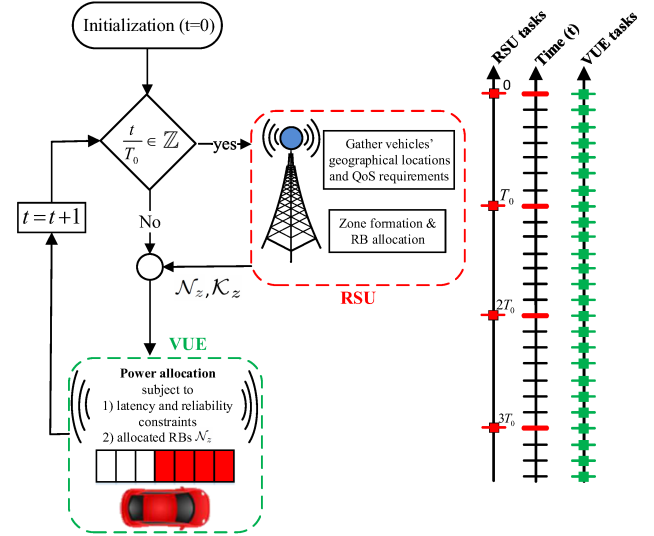 Initialization (t=0)
t
T₀
∈ ℤ
yes
No
t = t+1
Gather vehicles'
geographical locations
and QoS requirements
Zone formation &
RB allocation
𝒩z, 𝒦z
RSU
VUE
Power allocation
subject to
1) latency and reliability
constraints
2) allocated RBs 𝒩z
RSU tasks
Time (t)
VUE tasks
0
T₀
2T₀
3T₀